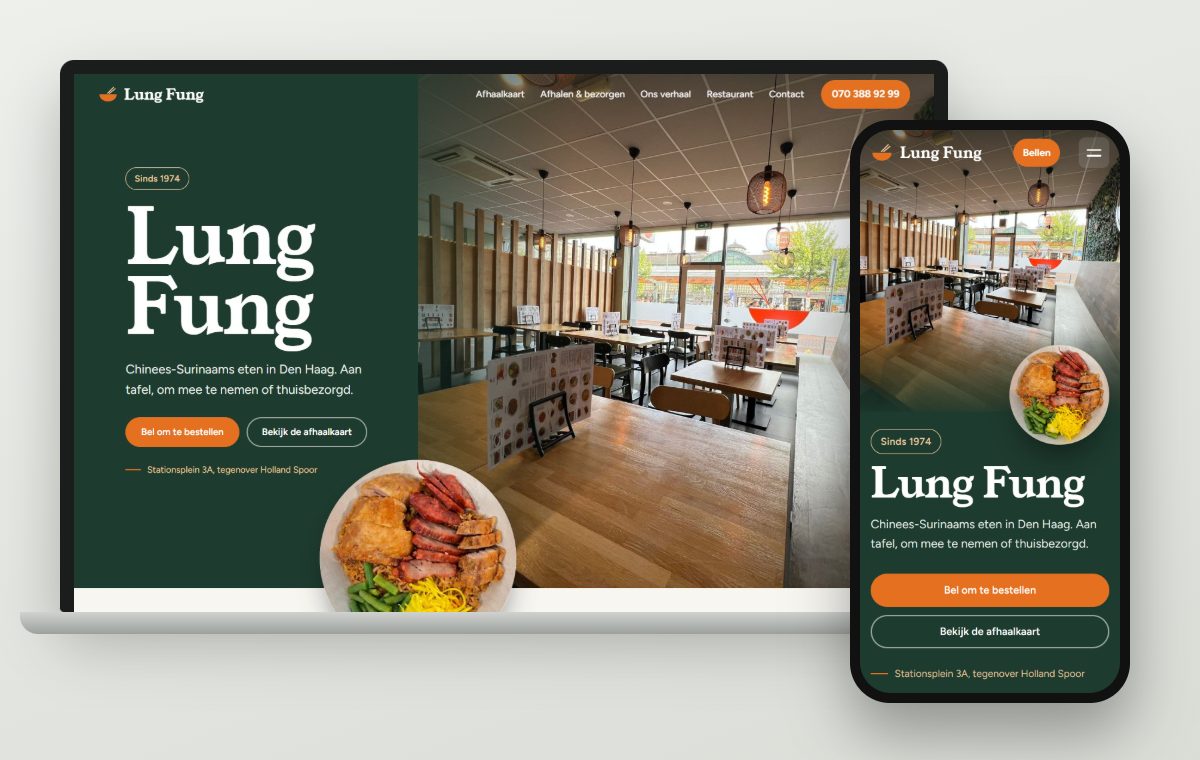 Lung Fung
Afhaalkaart Afhalen & bezorgen Ons verhaal Restaurant Contact 070 388 92 99
Sinds 1974
Lung
Fung
Chinees-Surinaams eten in Den Haag. Aan
tafel, om mee te nemen of thuisbezorgd.
Bel om te bestellen Bekijk de afhaalkaart
Stationsplein 3A, tegenover Holland Spoor
Lung Fung Bellen
Sinds 1974
Lung Fung
Chinees-Surinaams eten in Den Haag. Aan
tafel, om mee te nemen of thuisbezorgd.
Bel om te bestellen
Bekijk de afhaalkaart
Stationsplein 3A, tegenover Holland Spoor